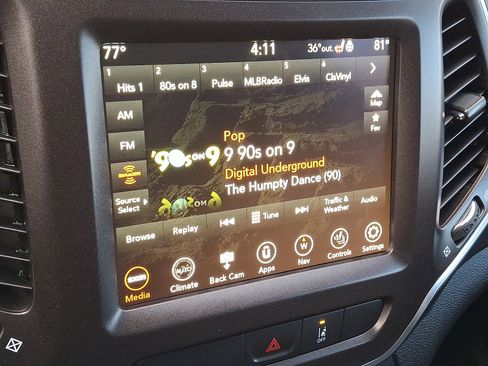 77° 4:11 36°out. 81°
1 2 3 4 5 6
Hits 1 80s on 8 Pulse MLBRadio Elvis ClsVinyl
AM
Map
FM
Fav
Pop
'90s ON 9
9 90s on 9
SiriusXM
Digital Underground
The Humpty Dance (90)
Source
Select
Browse Replay Tune Traffic & Weather Audio
Media Climate Back Cam Apps Nav Controls Settings
AUTO
W
OFF